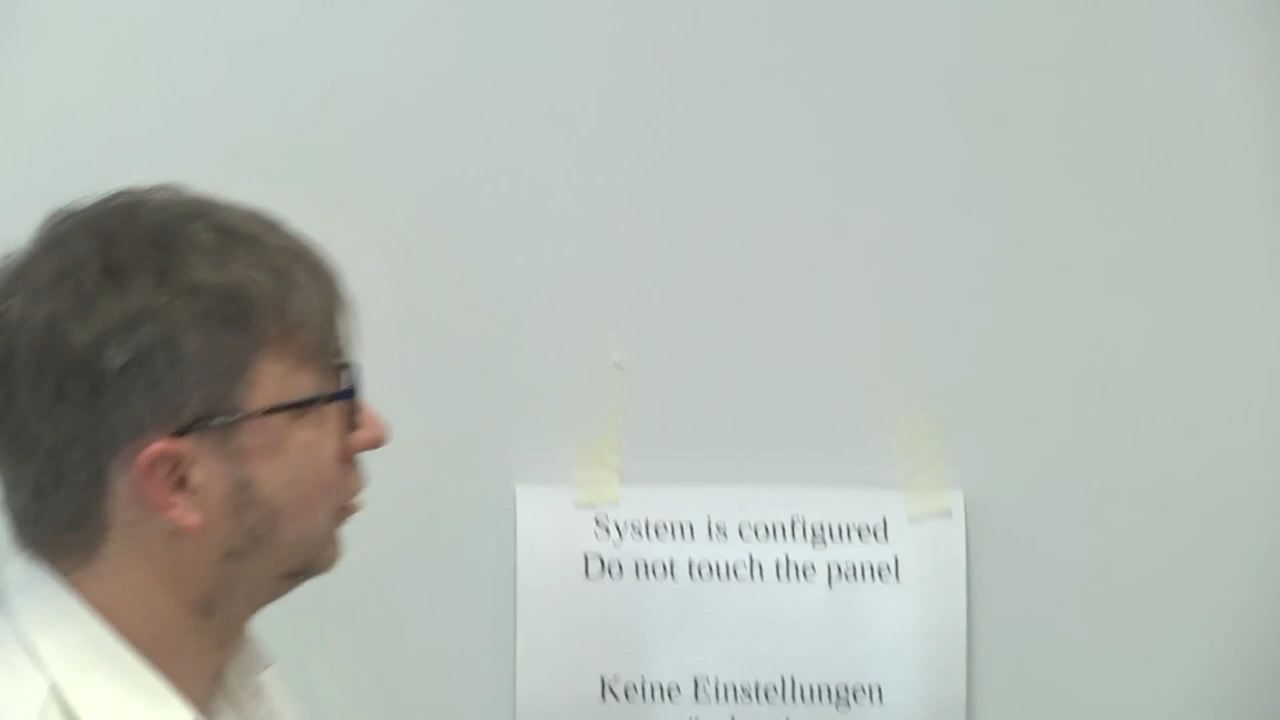 System is configured
Do not touch the panel
Keine Einstellungen